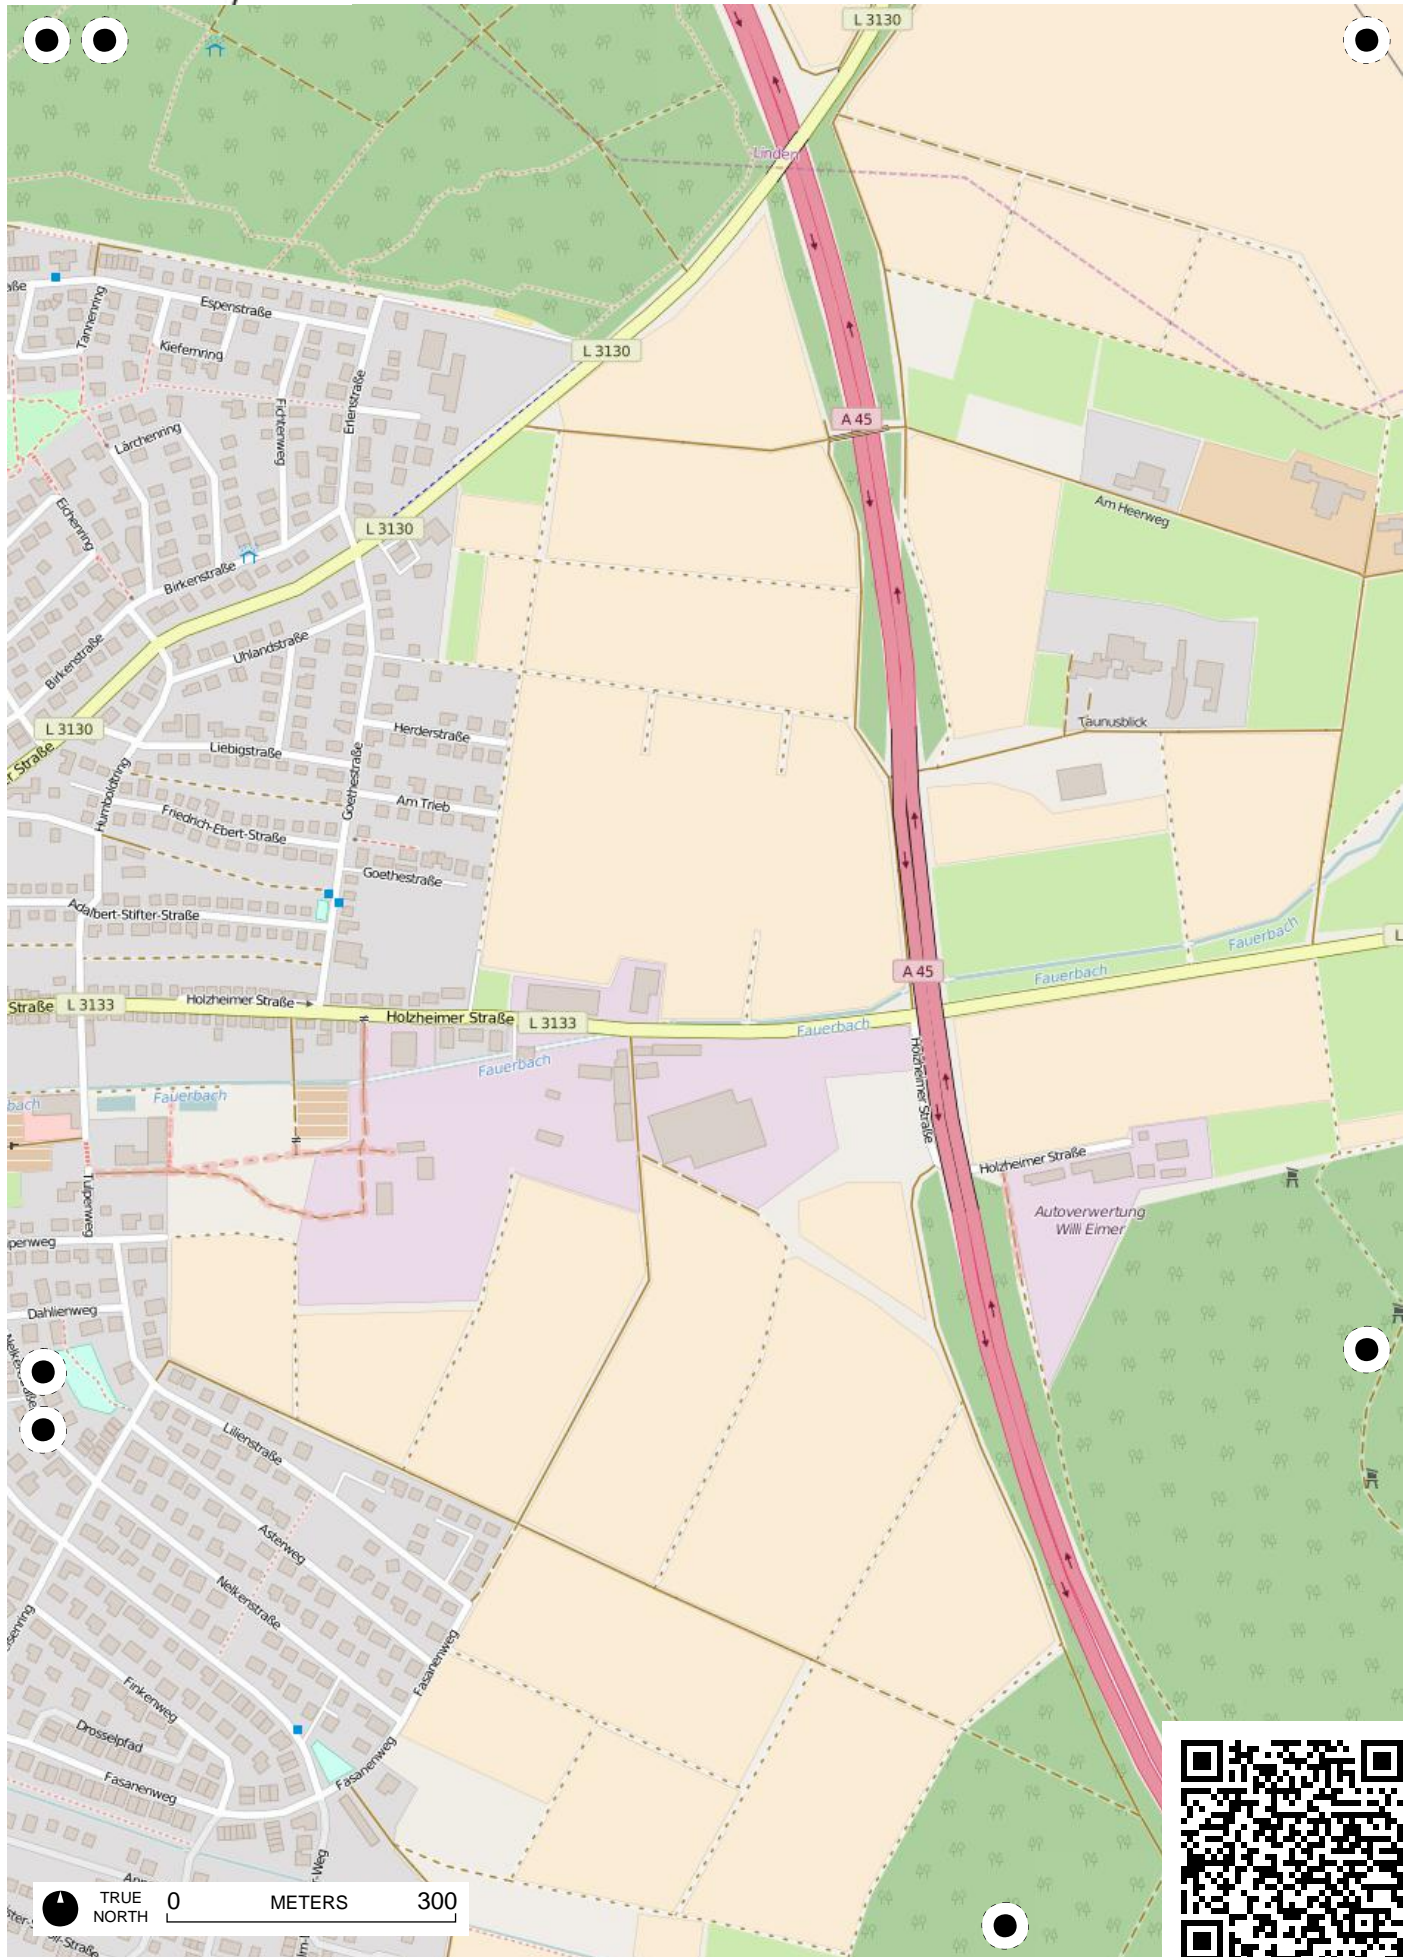 L 3130
Linden
Espenstraße
Tannenring
Kiefernring
L 3130
Fichtenweg
Erlenstraße
A 45
Lärchenring
Eichenring
Am Heerweg
L 3130
Birkenstraße
Uhlandstraße
Birkenstraße
L 3130
Taunusblick
Herderstraße
Liebigstraße
Goethestraße
Humboldtring
Am Trieb
Friedrich-Ebert-Straße
Goethestraße
Adalbert-Stifter-Straße
Fauerbach
A 45
Fauerbach
Straße
L 3133
Holzheimer Straße
Holzheimer Straße
L 3133
Fauerbach
Holzheimer Straße
Fauerbach
Fauerbach
Holzheimer Straße
Tulpenweg
Autoverwertung
Willi Eimer
Dahlienweg
Lilienstraße
Asterweg
Nelkenstraße
Fasanenweg
Finkenweg
Drosselpfad
Fasanenweg
Fasanenweg
TRUE
NORTH
0 METERS 300